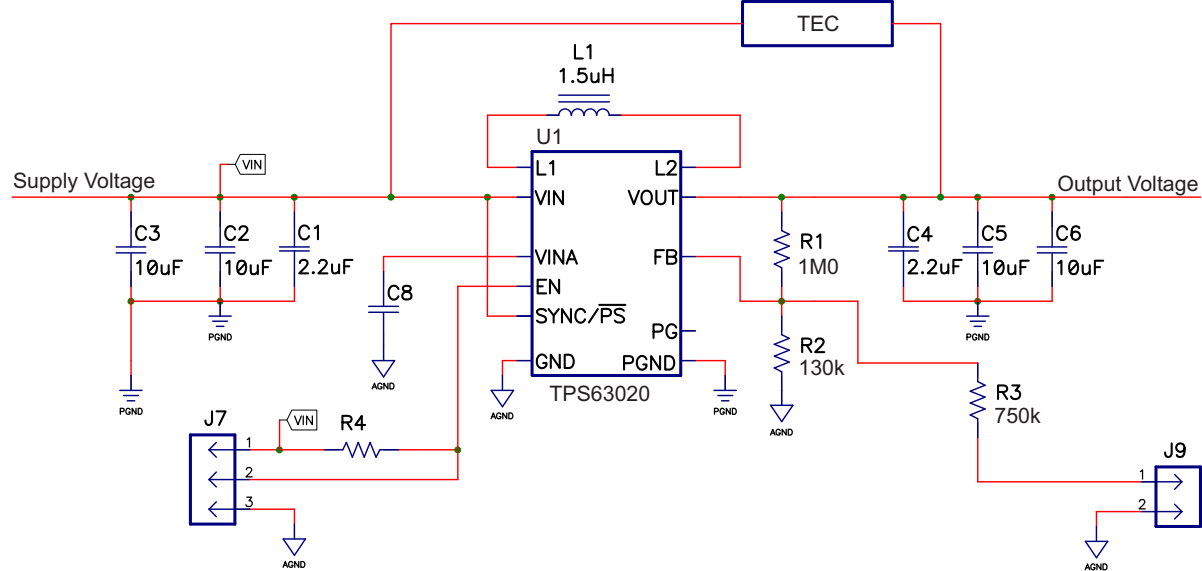 TEC
L1
1.5uH
U1
L1
L2
VIN
Supply Voltage
VIN
VOUT
Output Voltage
C3
10uF
C2
10uF
C1
2.2uF
R1
1M0
C4
2.2uF
C5
10uF
C6
10uF
VINA
FB
EN
C8
SYNC/PS
PG
PGND
PGND
GND
PGND
R2
130k
AGND
TPS63020
PGND
AGND
PGND
AGND
R3
750k
J7
VIN
R4
1
2
3
AGND
J9
1
2
AGND